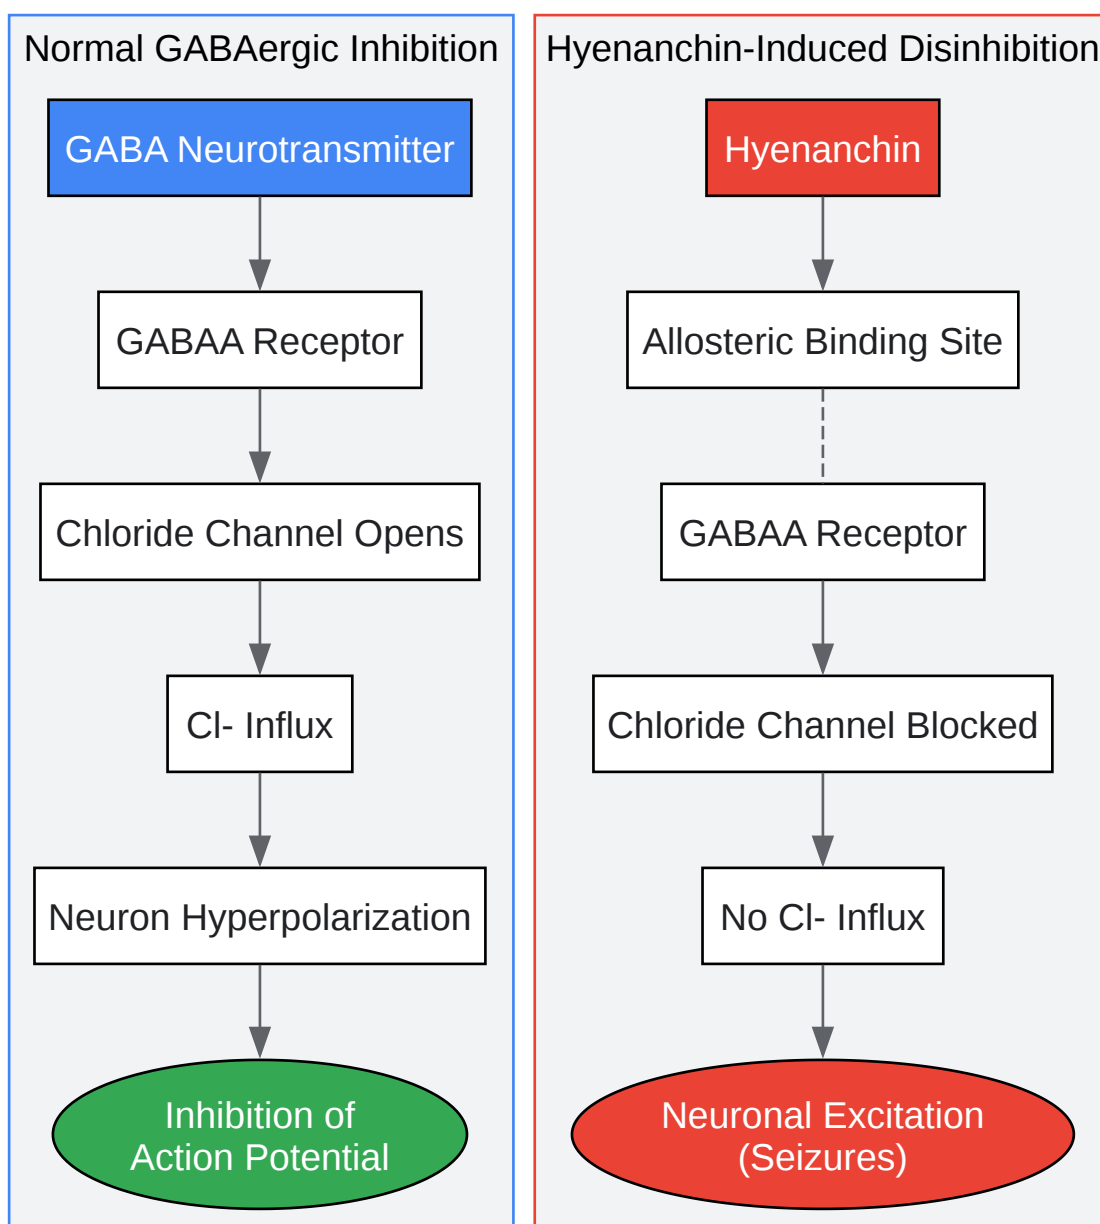 Normal GABAergic Inhibition
GABA Neurotransmitter
GABAA Receptor
Chloride Channel Opens
Cl- Influx
Neuron Hyperpolarization
Inhibition of
Action Potential
Hyenanchin-Induced Disinhibition
Hyenanchin
Allosteric Binding Site
GABAA Receptor
Chloride Channel Blocked
No Cl- Influx
Neuronal Excitation
(Seizures)